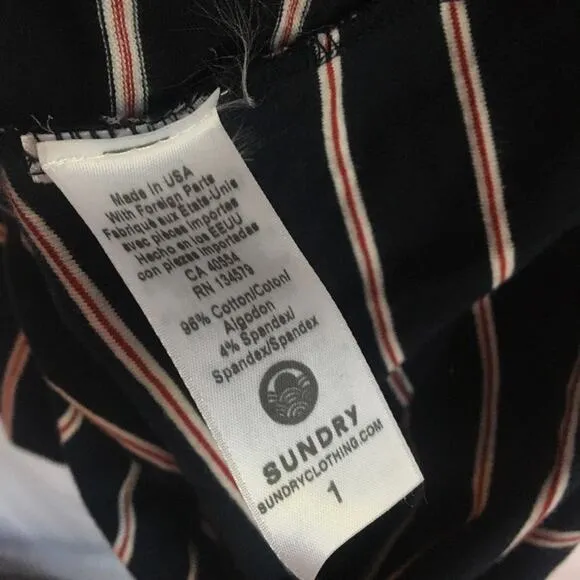 Made in USA
With Foreign Parts
Fabriqué aux États-Unis
avec pièces importées
Hecho en los EEUU
con piezas importadas
CA 40554
RN 134579
96% Cotton/Coton/
Algodon
4% Spandex/
Spandex/Spandex
SUNDRY
SUNDRYCLOTHING.COM
1